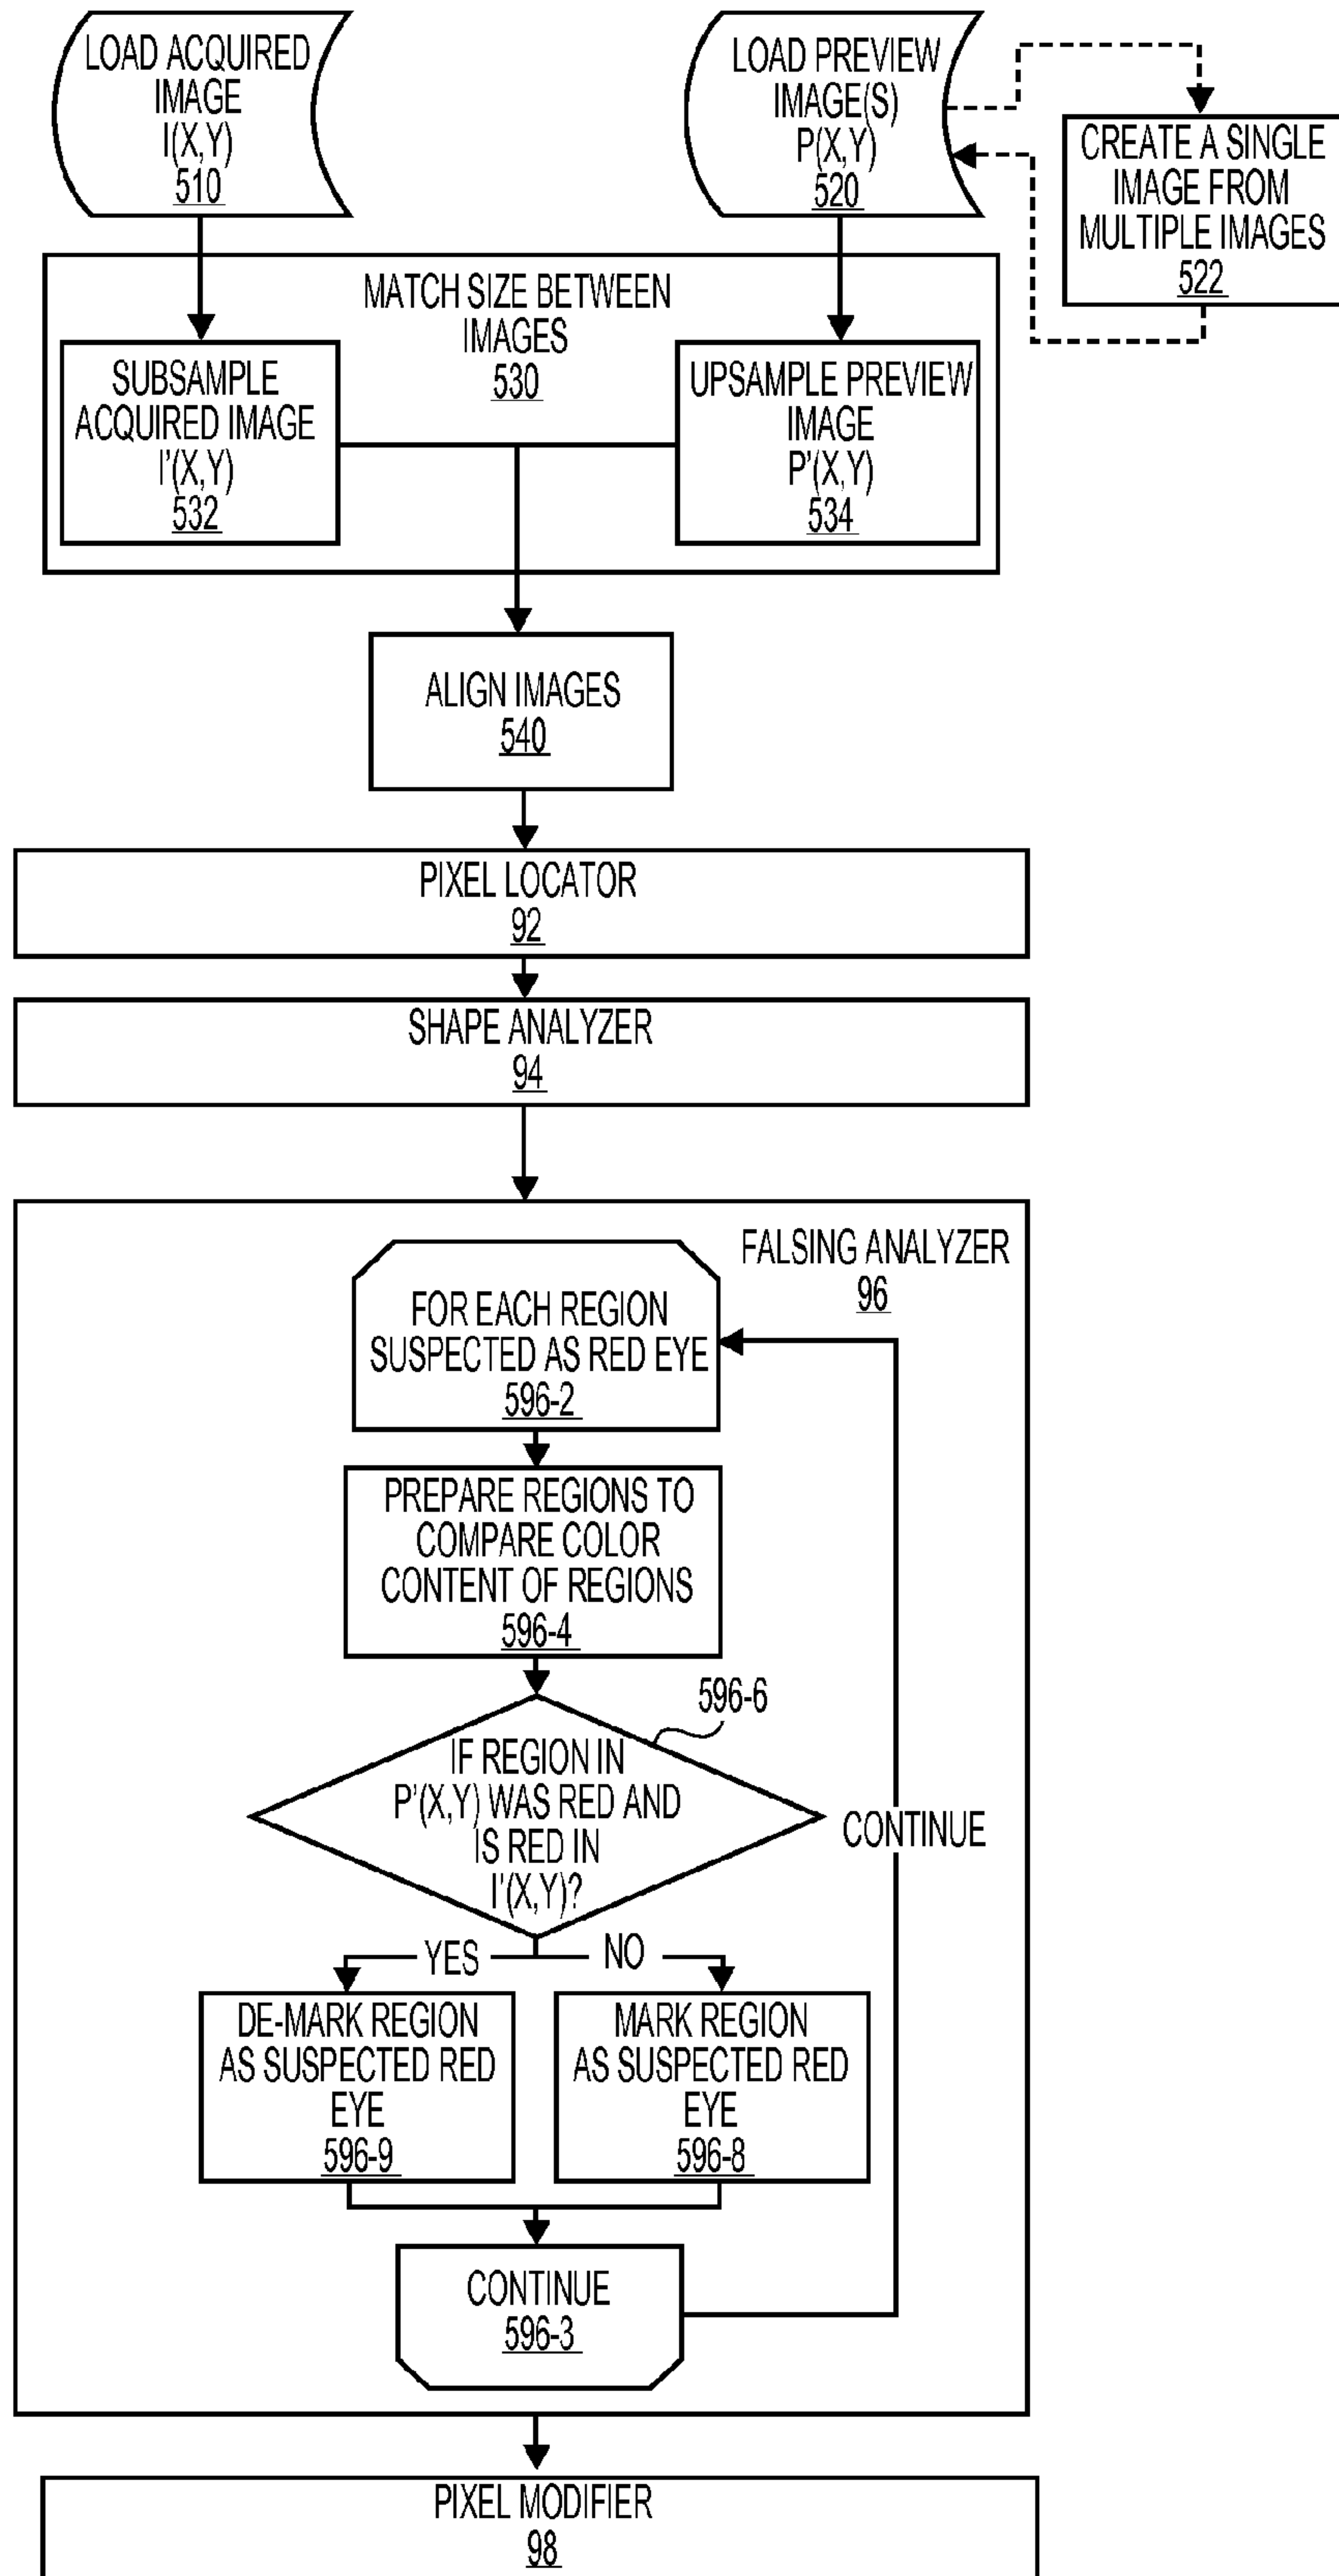 LOAD ACQUIRED
IMAGE
I(X,Y)
510
LOAD PREVIEW
IMAGE(S)
P(X,Y)
520
CREATE A SINGLE
IMAGE FROM
MULTIPLE IMAGES
522
MATCH SIZE BETWEEN
IMAGES
530
SUBSAMPLE
ACQUIRED IMAGE
I'(X,Y)
532
UPSAMPLE PREVIEW
IMAGE
P'(X,Y)
534
ALIGN IMAGES
540
PIXEL LOCATOR
92
SHAPE ANALYZER
94
FALSING ANALYZER
96
FOR EACH REGION
SUSPECTED AS RED EYE
596-2
PREPARE REGIONS TO
COMPARE COLOR
CONTENT OF REGIONS
596-4
596-6
IF REGION IN
P'(X,Y) WAS RED AND
IS RED IN
I'(X,Y)?
CONTINUE
YES
NO
DE-MARK REGION
AS SUSPECTED RED
EYE
596-9
MARK REGION
AS SUSPECTED RED
EYE
596-8
CONTINUE
596-3
PIXEL MODIFIER
98